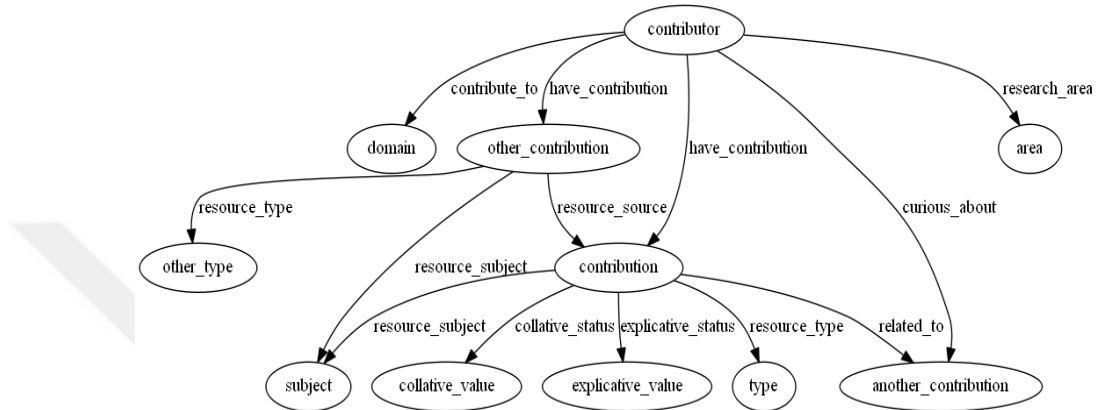 contributor
contribute_to
have_contribution
research_area
domain
other_contribution
have_contribution
area
resource_type
resource_source
curious_about
other_type
resource_subject
contribution
resource_subject
collative_status
explicative_status
resource_type
related_to
subject
collative_value
explicative_value
type
another_contribution